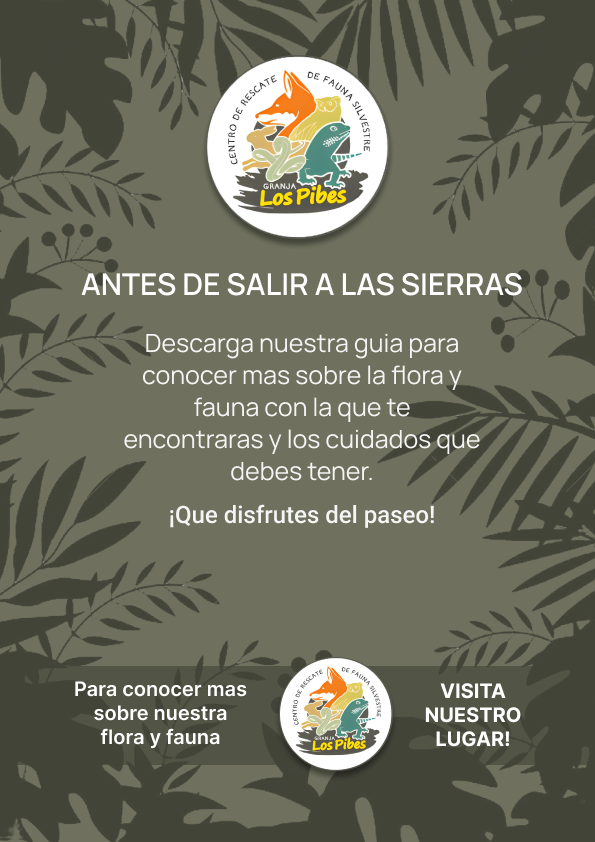 CENTRO DE RESCATE DE FAUNA SILVESTRE
GRANJA
Los Pibes
ANTES DE SALIR A LAS SIERRAS
Descarga nuestra guia para
conocer mas sobre la flora y
fauna con la que te
encontraras y los cuidados que
debes tener.
¡Que disfrutes del paseo!
Para conocer mas
sobre nuestra
flora y fauna
CENTRO DE RESCATE DE FAUNA SILVESTRE
GRANJA
Los Pibes
VISITA
NUESTRO
LUGAR!